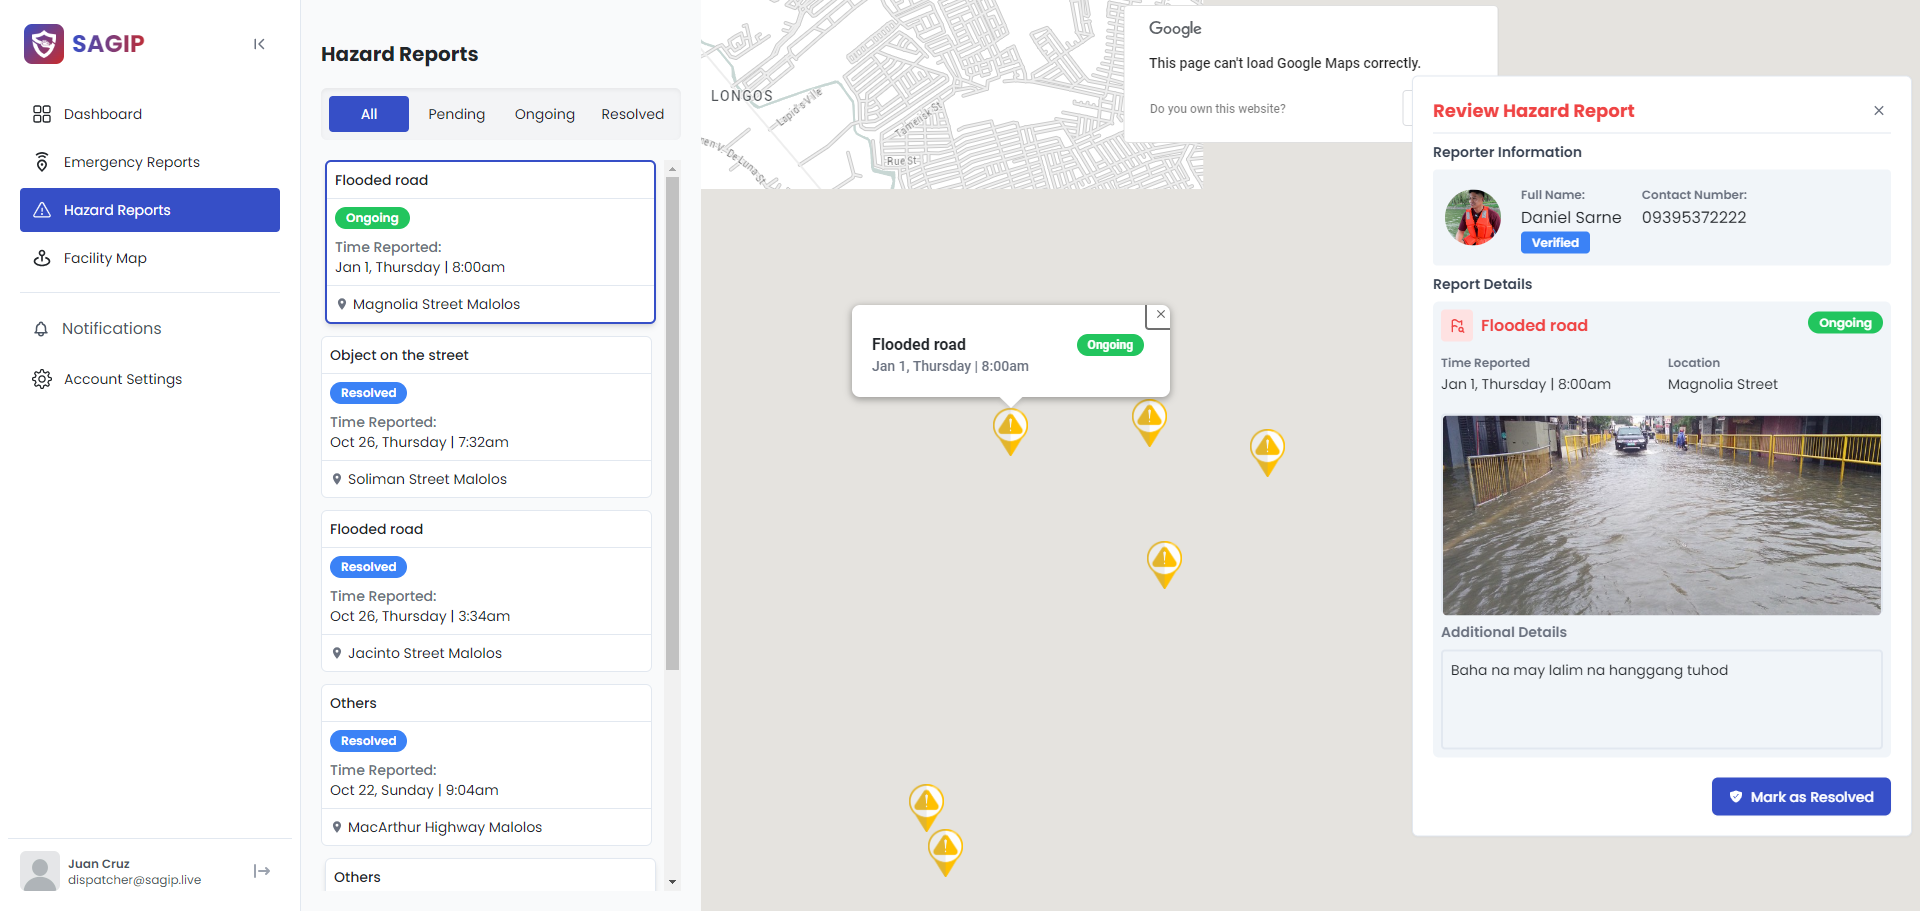 SAGIP
Dashboard
Emergency Reports
Hazard Reports
Facility Map
Notifications
Account Settings
Juan Cruz
dispatcher@sagip.live
Hazard Reports
All Pending Ongoing Resolved
Flooded road
Ongoing
Time Reported:
Jan 1, Thursday | 8:00am
Magnolia Street Malolos
Object on the street
Resolved
Time Reported:
Oct 26, Thursday | 7:32am
Soliman Street Malolos
Flooded road
Resolved
Time Reported:
Oct 26, Thursday | 3:34am
Jacinto Street Malolos
Others
Resolved
Time Reported:
Oct 22, Sunday | 9:04am
MacArthur Highway Malolos
Others
LONGOS
Lapid's Ville
Tamarisk St
Rue St
De Luna St
Google
This page can't load Google Maps correctly.
Do you own this website?
Flooded road
Ongoing
Jan 1, Thursday | 8:00am
Review Hazard Report
Reporter Information
Full Name: Contact Number:
Daniel Sarne 09395372222
Verified
Report Details
Flooded road
Ongoing
Time Reported Location
Jan 1, Thursday | 8:00am Magnolia Street
Additional Details
Baha na may lalim na hanggang tuhod
Mark as Resolved